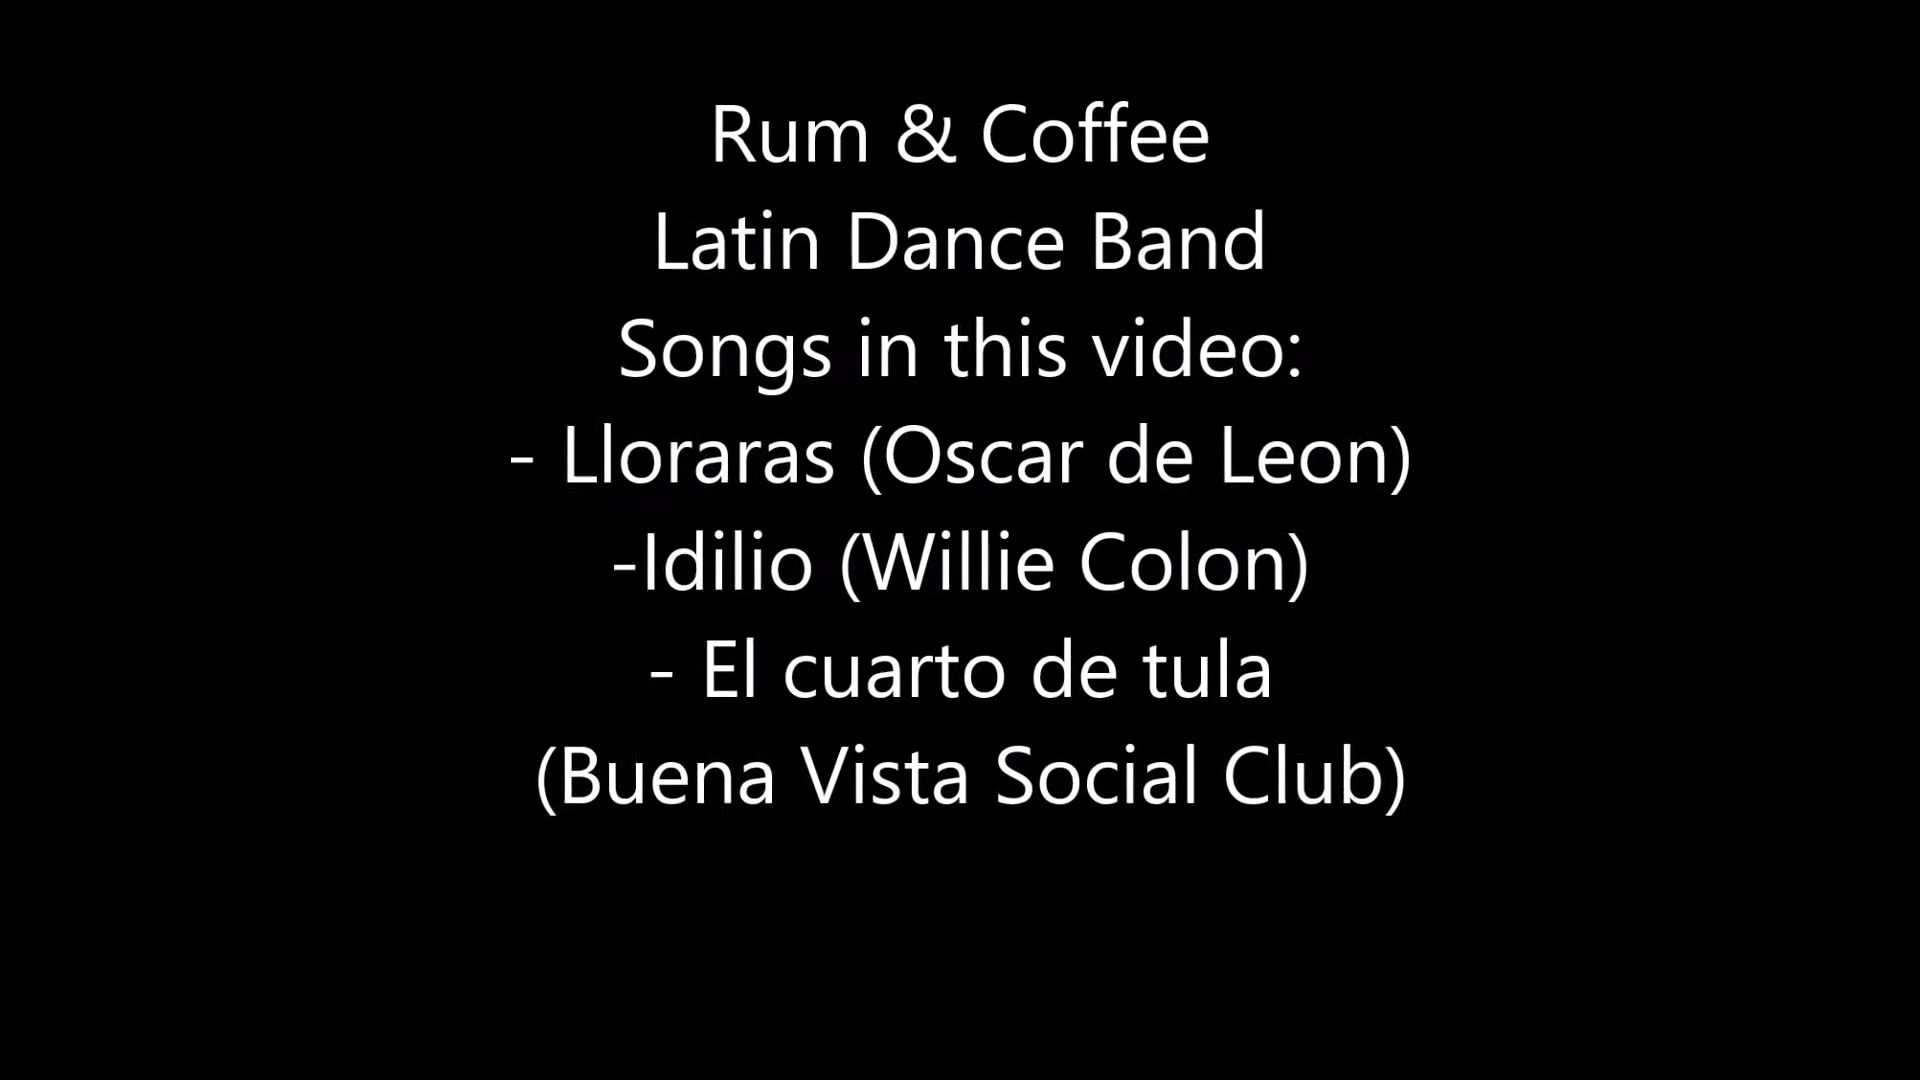 Rum & Coffee
Latin Dance Band
Songs in this video:
- Lloraras (Oscar de Leon)
-Idilio (Willie Colon)
- El cuarto de tula
(Buena Vista Social Club)